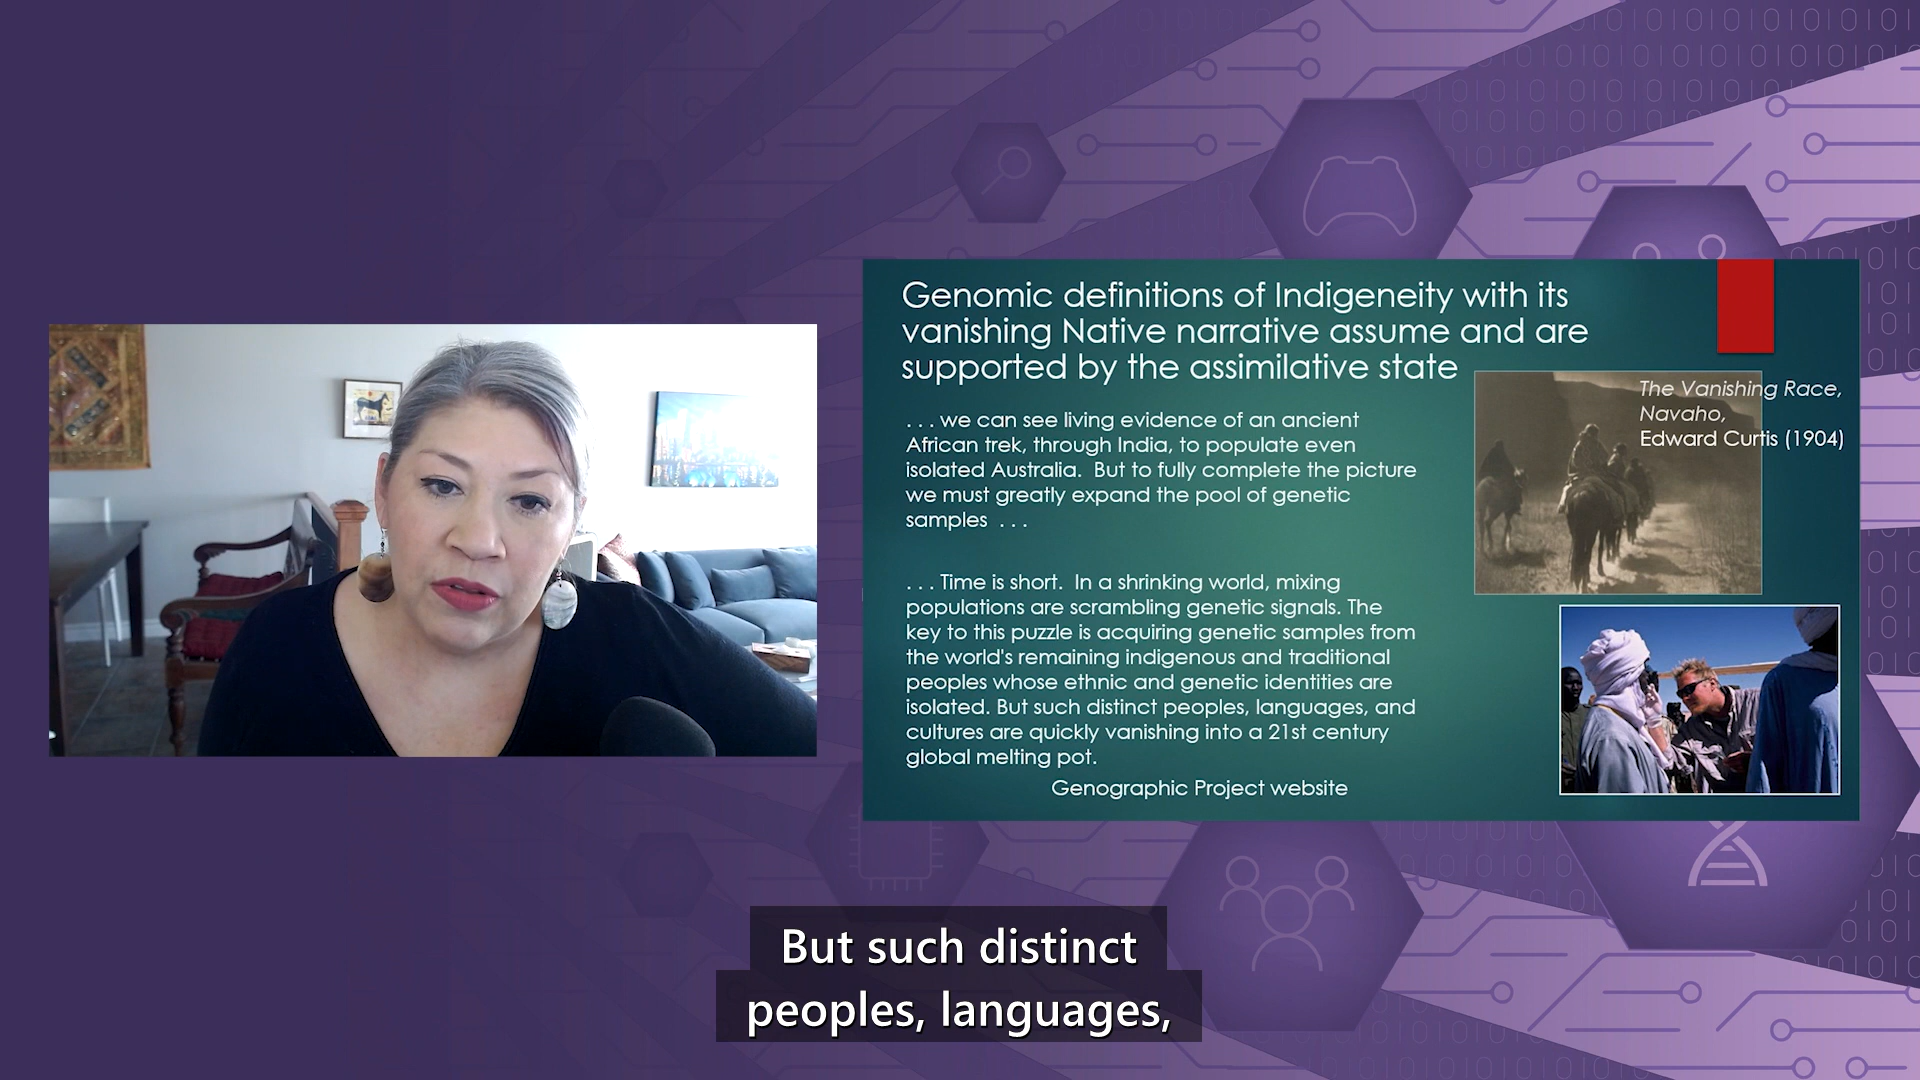 Genomic definitions of Indigeneity with its
vanishing Native narrative assume and are
supported by the assimilative state
The Vanishing Race,
Navaho,
Edward Curtis (1904)
. . . we can see living evidence of an ancient
African trek, through India, to populate even
isolated Australia.  But to fully complete the picture
we must greatly expand the pool of genetic
samples  . . .
. . . Time is short.  In a shrinking world, mixing
populations are scrambling genetic signals. The
key to this puzzle is acquiring genetic samples from
the world's remaining indigenous and traditional
peoples whose ethnic and genetic identities are
isolated. But such distinct peoples, languages, and
cultures are quickly vanishing into a 21st century
global melting pot.
Genographic Project website
But such distinct
peoples, languages,